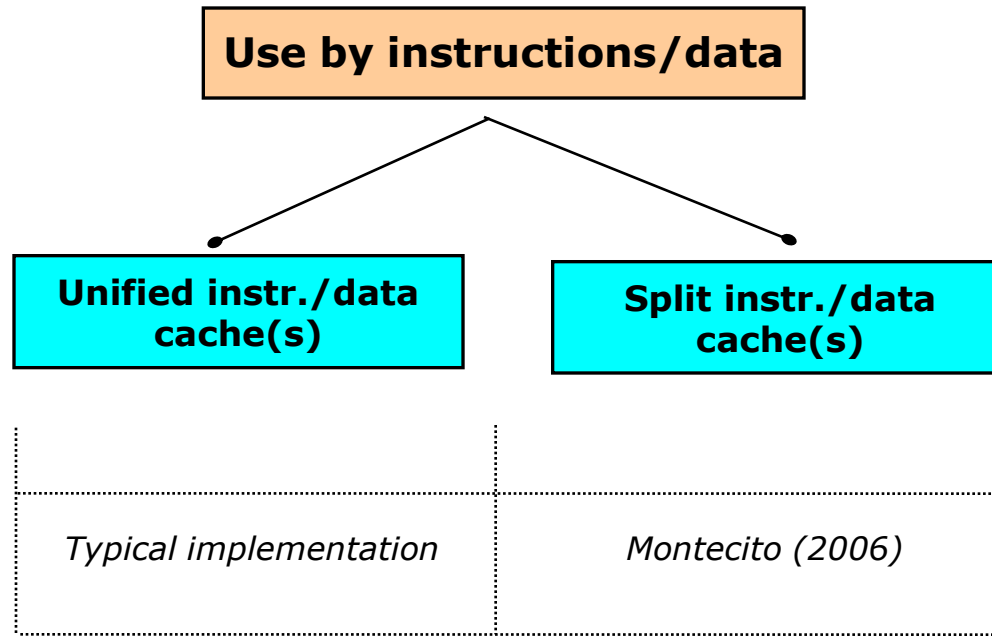 Use by instructions/data
Unified instr./data
cache(s)
Split instr./data
cache(s)
Typical implementation
Montecito (2006)